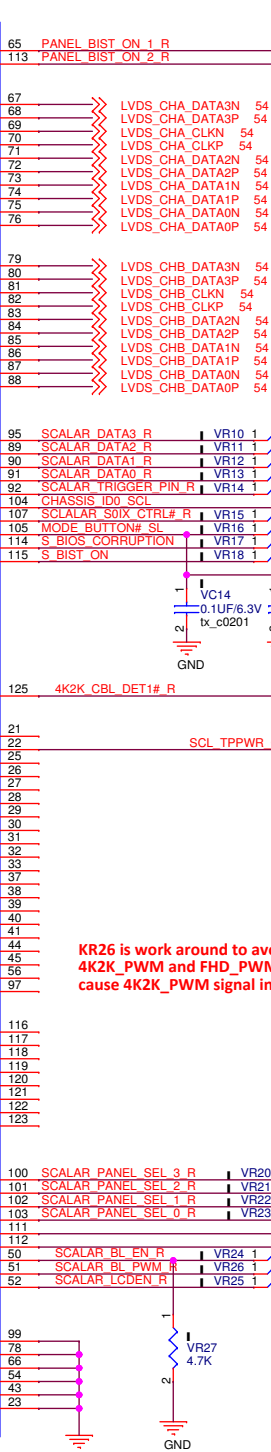 65 PANEL_BIST_ON_1_R
113 PANEL_BIST_ON_2_R
67 LVDS_CHA_DATA3N 54
68 LVDS_CHA_DATA3P 54
69 LVDS_CHA_CLKN 54
70 LVDS_CHA_CLKP 54
71 LVDS_CHA_DATA2N 54
72 LVDS_CHA_DATA2P 54
73 LVDS_CHA_DATA1N 54
74 LVDS_CHA_DATA1P 54
75 LVDS_CHA_DATA0N 54
76 LVDS_CHA_DATA0P 54
79 LVDS_CHB_DATA3N 54
80 LVDS_CHB_DATA3P 54
81 LVDS_CHB_CLKN 54
82 LVDS_CHB_CLKP 54
83 LVDS_CHB_DATA2N 54
84 LVDS_CHB_DATA2P 54
85 LVDS_CHB_DATA1N 54
86 LVDS_CHB_DATA1P 54
87 LVDS_CHB_DATA0N 54
88 LVDS_CHB_DATA0P 54
95 SCALAR_DATA3_R VR10 1
89 SCALAR_DATA2_R VR11 1
90 SCALAR_DATA1_R VR12 1
91 SCALAR_DATA0_R VR13 1
92 SCALAR_TRIGGER_PIN_R VR14 1
104 CHASSIS_ID0_SCL
107 SCLALAR_S0IX_CTRL#_R VR15 1
105 MODE_BUTTON#_SL VR16 1
114 S_BIOS_CORRUPTION VR17 1
115 S_BIST_ON VR18 1
1
VC14
0.1UF/6.3V
tx_c0201
2
GND
125 4K2K_CBL_DET1#_R
21
22 SCL_TPPWR_
25
26
27
28
29
30
31
32
33
37
38
39
40
41
44
45
56
97
KR26 is work around to avo
4K2K_PWM and FHD_PWM
cause 4K2K_PWM signal in
116
117
118
119
120
121
122
123
100 SCALAR_PANEL_SEL_3_R VR20
101 SCALAR_PANEL_SEL_2_R VR21
102 SCALAR_PANEL_SEL_1_R VR22
103 SCALAR_PANEL_SEL_0_R VR23
111
112
50 SCALAR_BL_EN_R VR24 1
51 SCALAR_BL_PWM_R VR26 1
52 SCALAR_LCDEN_R VR25 1
1
VR27
4.7K
2
GND
99
78
66
54
43
23